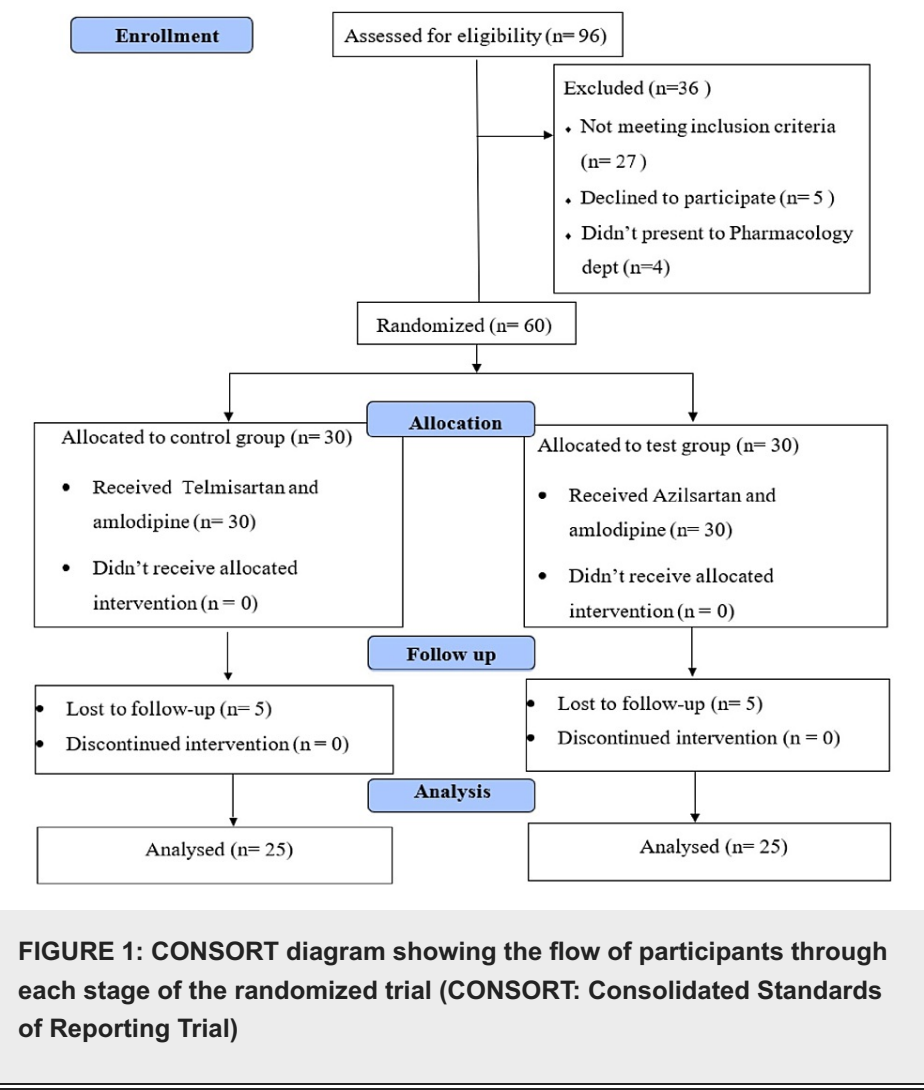 Enrollment
Assessed for eligibility (n= 96)
Excluded (n=36 )
⬩ Not meeting inclusion criteria
(n= 27 )
⬩ Declined to participate (n= 5 )
⬩ Didn't present to Pharmacology
dept (n=4)
Randomized (n= 60)
Allocation
Allocated to control group (n= 30)
• Received Telmisartan and
amlodipine (n= 30)
• Didn't receive allocated
intervention (n = 0)
Allocated to test group (n= 30)
• Received Azilsartan and
amlodipine (n= 30)
• Didn't receive allocated
intervention (n = 0)
Follow up
• Lost to follow-up (n= 5)
• Discontinued intervention (n = 0)
• Lost to follow-up (n= 5)
• Discontinued intervention (n = 0)
Analysis
Analysed (n= 25)
Analysed (n= 25)
FIGURE 1: CONSORT diagram showing the flow of participants through
each stage of the randomized trial (CONSORT: Consolidated Standards
of Reporting Trial)